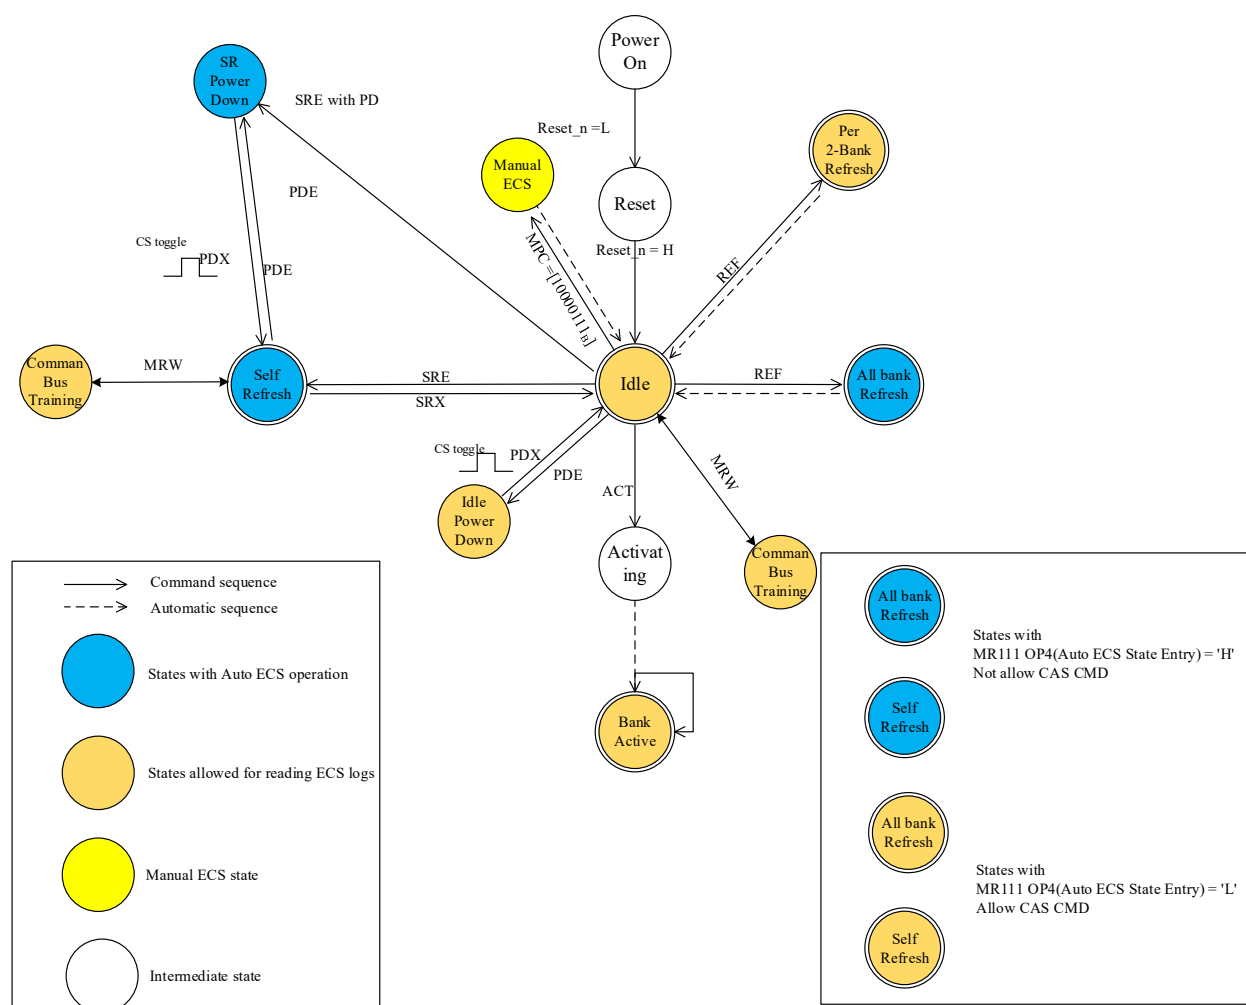 Power
On
SR
Power
Down
SRE with PD
Reset_n =L
Per
2-Bank
Refresh
Manual
ECS
PDE
Reset
CS toggle
PDX
PDE
Reset_n = H
MPC =[10000111B]
REF
Comman
Bus
Training
MRW
Self
Refresh
SRE
SRX
Idle
REF
All bank
Refresh
CS toggle
PDX
PDE
MRW
ACT
Idle
Power
Down
Activat
ing
Comman
Bus
Training
Bank
Active
Command sequence
Automatic sequence
States with Auto ECS operation
States allowed for reading ECS logs
Manual ECS state
Intermediate state
All bank
Refresh
States with
MR111 OP4(Auto ECS State Entry) = 'H'
Not allow CAS CMD
Self
Refresh
All bank
Refresh
States with
MR111 OP4(Auto ECS State Entry) = 'L'
Allow CAS CMD
Self
Refresh